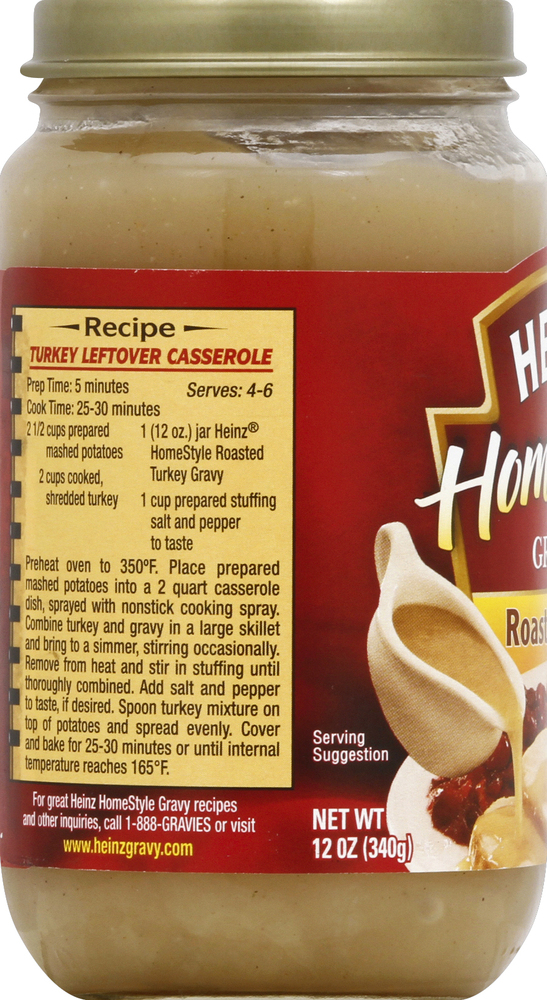 Recipe
TURKEY LEFTOVER CASSEROLE
Prep Time: 5 minutes
Serves: 4-6
Cook Time: 25-30 minutes
2 1/2 cups prepared
mashed potatoes
2 cups cooked,
shredded turkey
1 (12 oz.) jar Heinz®
HomeStyle Roasted
Turkey Gravy
1 cup prepared stuffing
salt and pepper
to taste
Preheat oven to 350ºF. Place prepared
mashed potatoes into a 2 quart casserole
dish, sprayed with nonstick cooking spray.
Combine turkey and gravy in a large skillet
and bring to a simmer, stirring occasionally.
Remove from heat and stir in stuffing until
thoroughly combined. Add salt and pepper
to taste, if desired. Spoon turkey mixture on
top of potatoes and spread evenly. Cover
and bake for 25-30 minutes or until internal
temperature reaches 165ºF.
For great Heinz HomeStyle Gravy recipes
and other inquiries, call 1-888-GRAVIES or visit
www.heinzgravy.com
HE
Hom
GR
Roast
Serving
Suggestion
NET WT
12 OZ (340g)